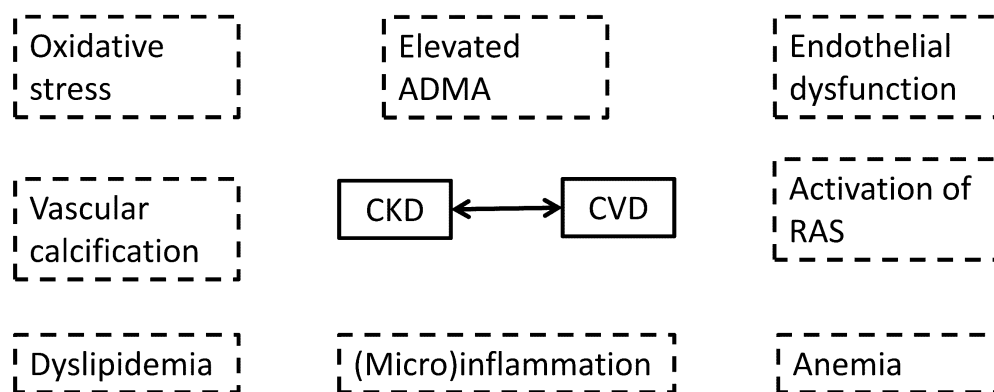 Oxidative
stress
Elevated
ADMA
Endothelial
dysfunction
Vascular
calcification
CKD
CVD
Activation of
RAS
Dyslipidemia
(Micro)inflammation
Anemia